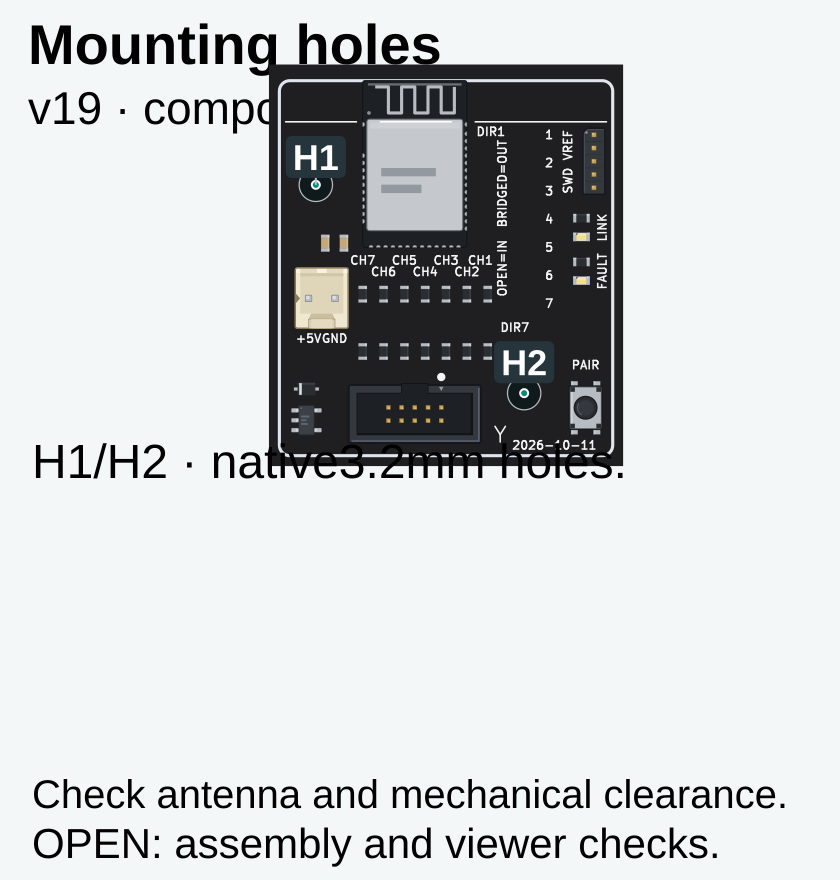 Mounting holes
v19 · compo
H1
DIR1
BRIDGED=OUT
OPEN=IN
1
2
3
4
5
6
7
SWD VREF
LINK
FAULT
CH7 CH5 CH3 CH1
CH6 CH4 CH2
+5VGND
DIR7
H2
PAIR
Y
2026-10-11
H1/H2 · native3.2mm holes.
Check antenna and mechanical clearance.
OPEN: assembly and viewer checks.